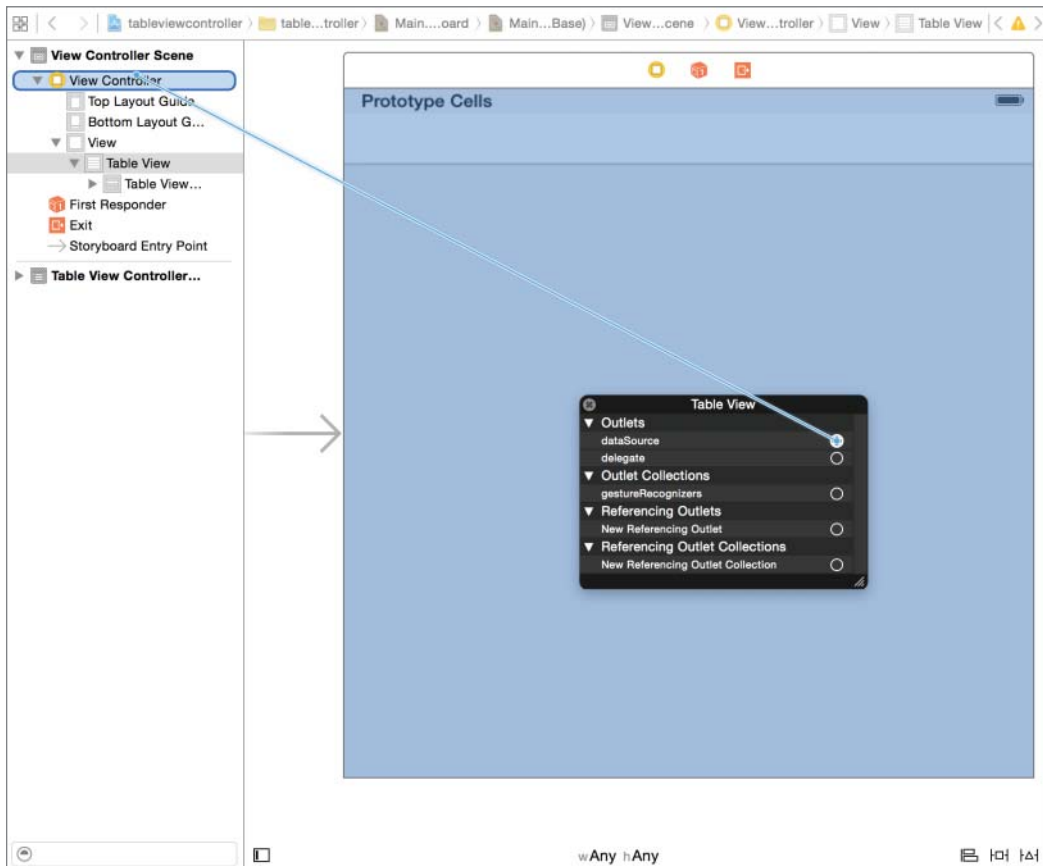 tableviewcontroller
table...troller
Main....oard
Main...Base)
View...cene
View...troller
View
Table View
View Controller Scene
View Controller
Top Layout Guide
Bottom Layout G...
View
Table View
Table View...
First Responder
Exit
Storyboard Entry Point
Table View Controller...
Prototype Cells
Table View
Outlets
dataSource
delegate
Outlet Collections
gestureRecognizers
Referencing Outlets
New Referencing Outlet
Referencing Outlet Collections
New Referencing Outlet Collection
wAny hAny